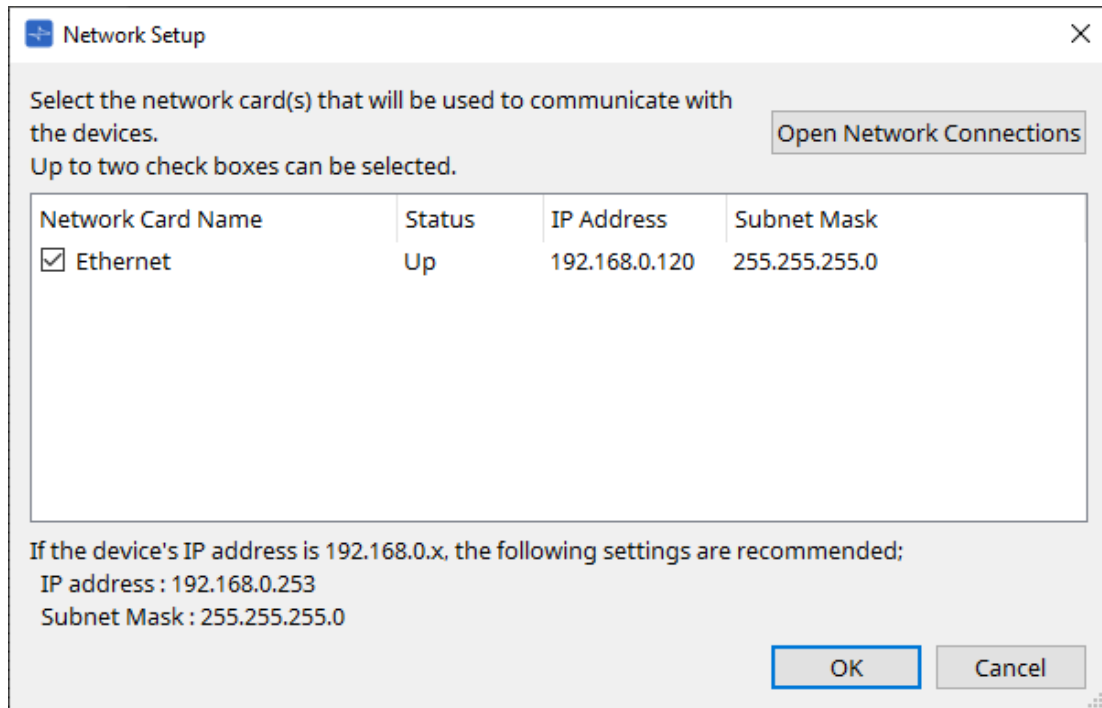 Network Setup
Select the network card(s) that will be used to communicate with
the devices.
Up to two check boxes can be selected.
Open Network Connections
Network Card Name Status IP Address Subnet Mask
Ethernet Up 192.168.0.120 255.255.255.0
If the device's IP address is 192.168.0.x, the following settings are recommended;
IP address : 192.168.0.253
Subnet Mask : 255.255.255.0
OK Cancel